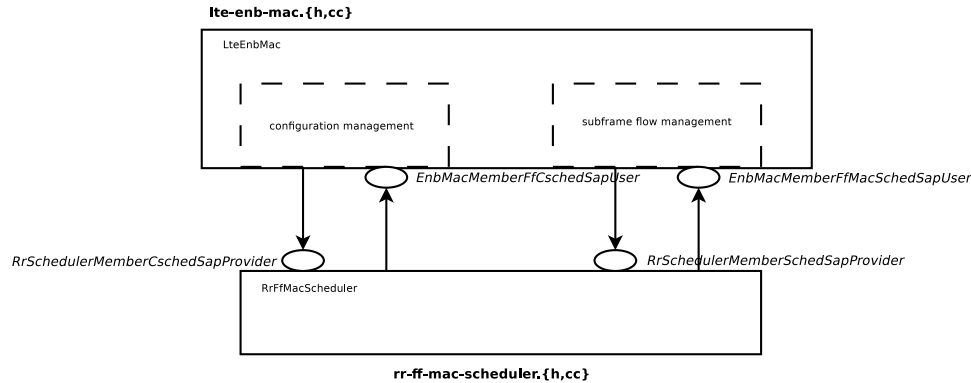 lte-enb-mac.{h,cc}
LteEnbMac
configuration management
subframe flow management
EnbMacMemberFfCschedSapUser
EnbMacMemberFfMacSchedSapUser
RrSchedulerMemberCschedSapProvider
RrSchedulerMemberSchedSapProvider
RrFfMacScheduler
rr-ff-mac-scheduler.{h,cc}